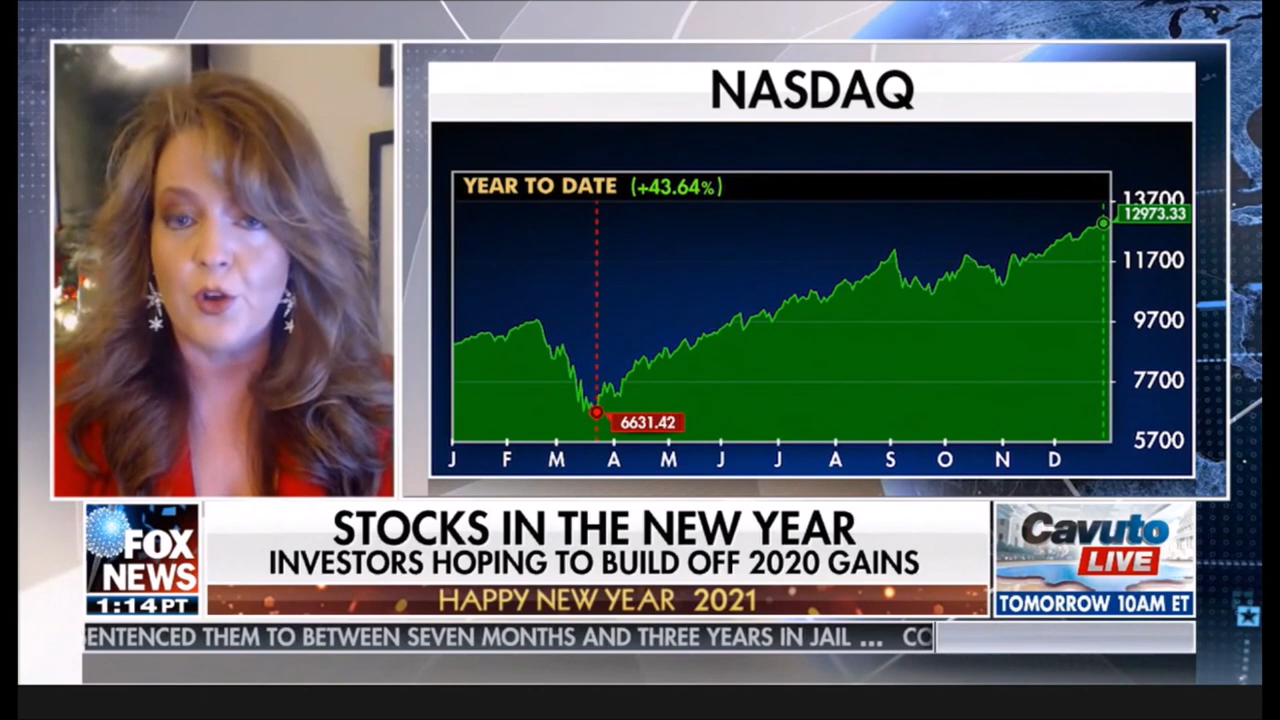 NASDAQ
YEAR TO DATE (+43.64%)
13700
12973.33
11700
9700
7700
6631.42
5700
J F M A M J J A S O N D
FOX
NEWS
1:14 PT
STOCKS IN THE NEW YEAR
INVESTORS HOPING TO BUILD OFF 2020 GAINS
HAPPY NEW YEAR 2021
Cavuto
LIVE
TOMORROW 10AM ET
ENTENCED THEM TO BETWEEN SEVEN MONTHS AND THREE YEARS IN JAIL ... CO